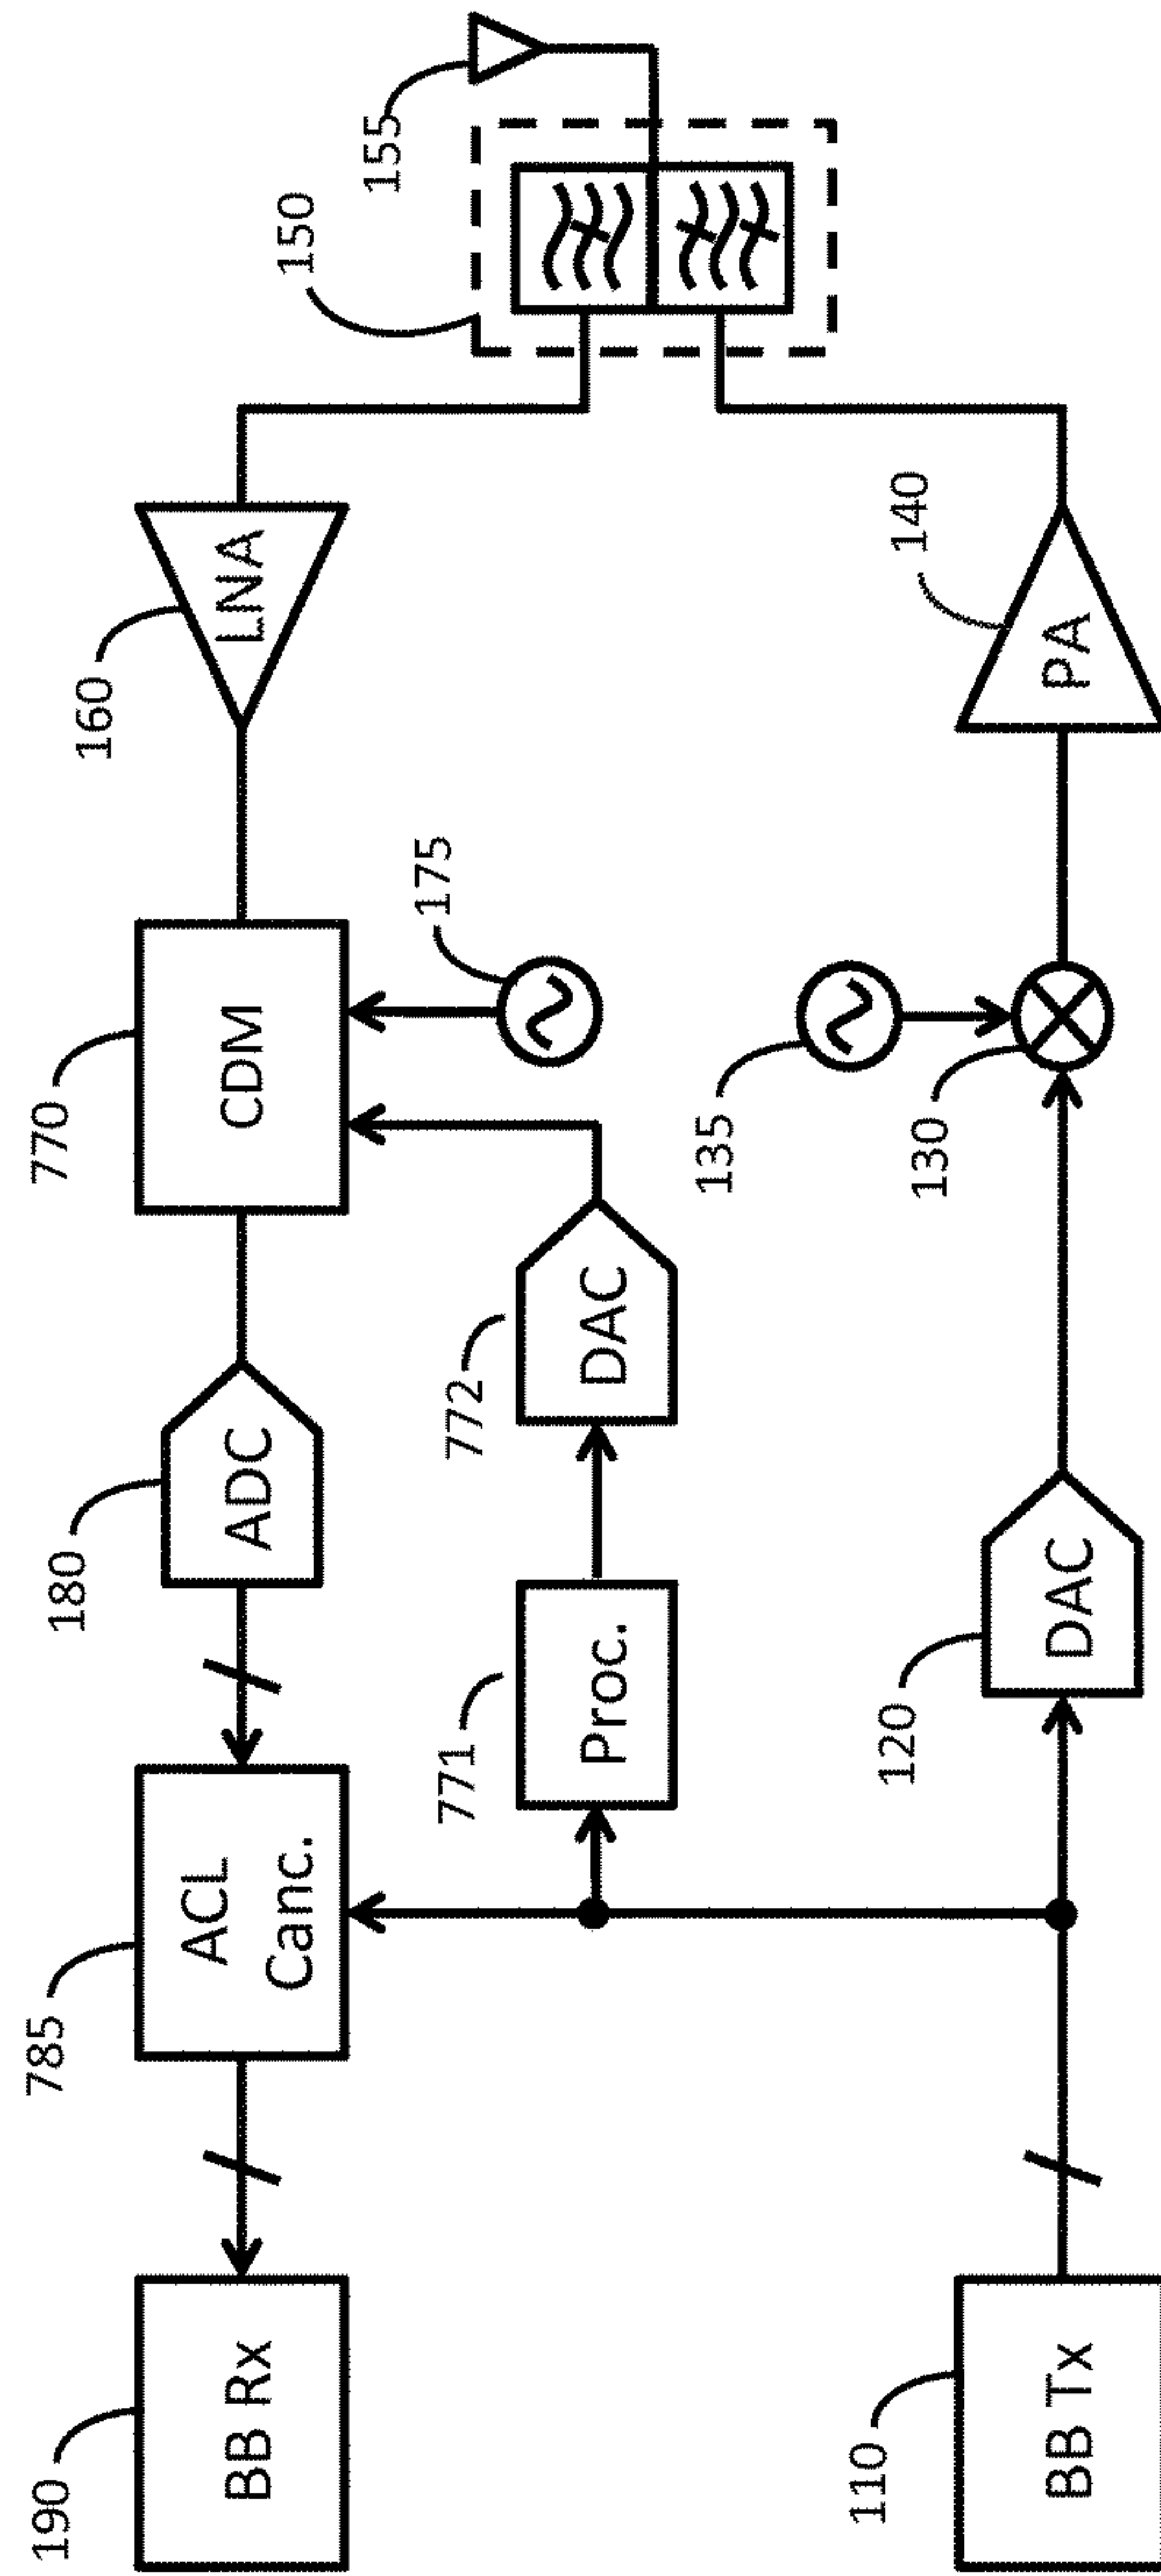 155
150
160
LNA
770
CDM
175
180
ADC
785
ACL
Canc.
190
BB Rx
772
DAC
771
Proc.
135
130
140
PA
120
DAC
110
BB Tx